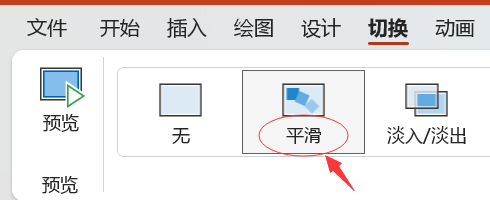 文件 开始 插入 绘图 设计 切换 动画
预览 无 平滑 淡入/淡出
预览